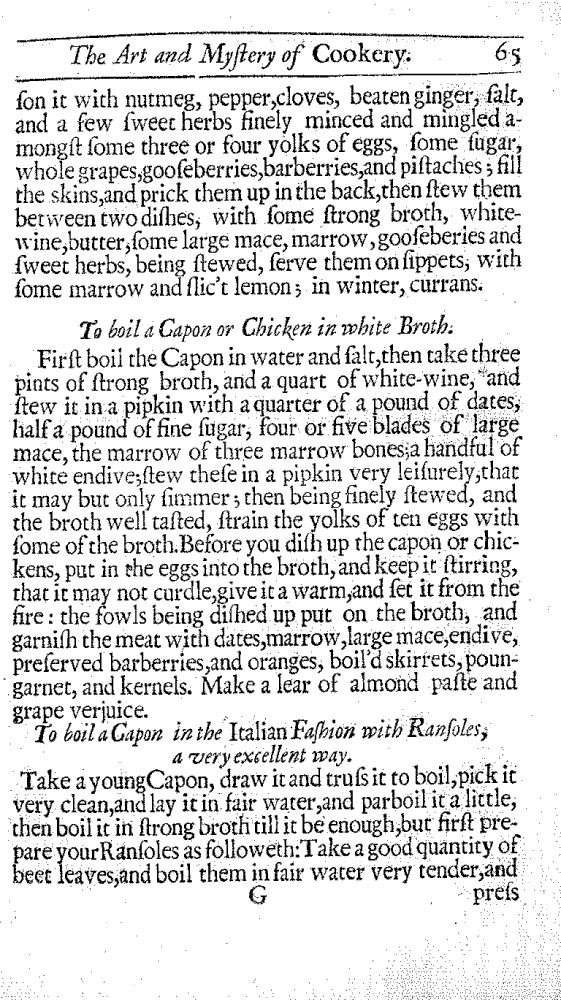 The Art and Myſtery of Cookery. 65
ſon it with nutmeg, pepper,cloves, beaten ginger, ſalt,
and a few ſweet herbs finely minced and mingled a-
mongſt ſome three or four yolks of eggs, ſome ſugar,
whole grapes,gooſeberries,barberries,and piſtaches; fill
the skins,and prick them up in the back,then ſtew them
between two diſhes, with ſome ſtrong broth, white-
wine,butter,ſome large mace, marrow, gooſeberies and
ſweet herbs, being ſtewed, ſerve them on ſippets, with
ſome marrow and ſlic't lemon; in winter, currans.
To boil a Capon or Chicken in white Broth.
Firſt boil the Capon in water and ſalt,then take three
pints of ſtrong broth, and a quart of white-wine, and
ſtew it in a pipkin with a quarter of a pound of dates,
half a pound of fine ſugar, four or five blades of large
mace, the marrow of three marrow bones,a handful of
white endive;ſtew theſe in a pipkin very leiſurely,that
it may but only ſimmer; then being finely ſtewed, and
the broth well taſted, ſtrain the yolks of ten eggs with
ſome of the broth.Before you diſh up the capon or chic-
kens, put in the eggs into the broth, and keep it ſtirring,
that it may not curdle,give it a warm,and ſet it from the
fire: the fowls being diſhed up put on the broth, and
garniſh the meat with dates,marrow,large mace,endive,
preſerved barberries,and oranges, boil'd skirrets, poun-
garnet, and kernels. Make a lear of almond paſte and
grape verjuice.
To boil a Capon in the Italian Faſhion with Ranſoles,
a very excellent way.
Take a young Capon, draw it and truſs it to boil,pick it
very clean,and lay it in fair water,and parboil it a little,
then boil it in ſtrong broth till it be enough,but firſt pre-
pare your Ranſoles as followeth:Take a good quantity of
beet leaves,and boil them in fair water very tender,and
G preſs